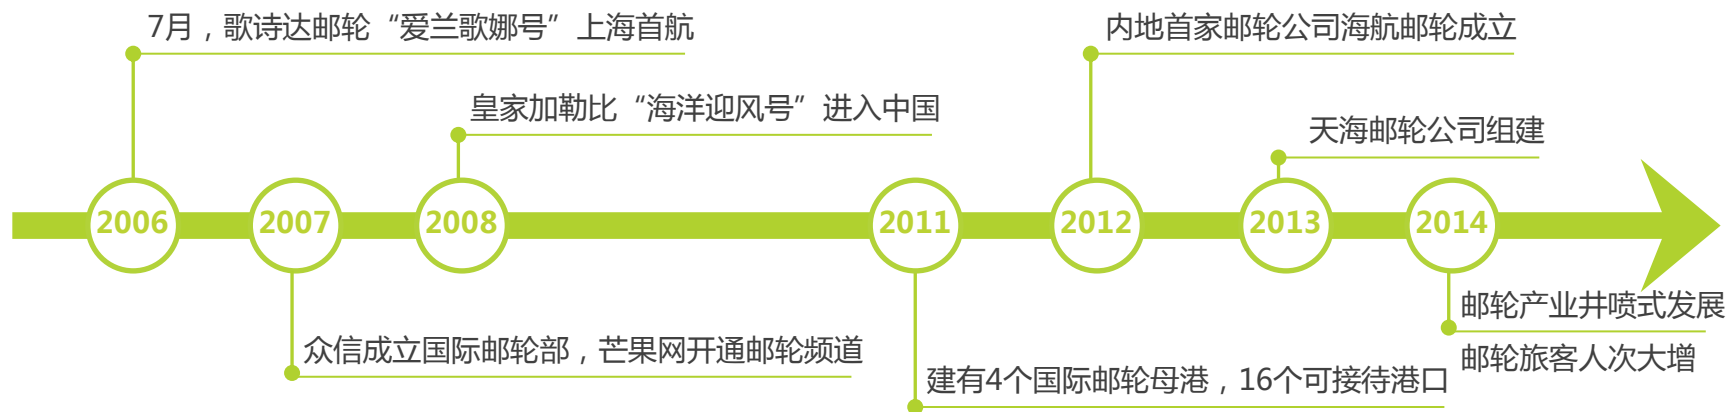 7月，歌诗达邮轮“爱兰歌娜号”上海首航
内地首家邮轮公司海航邮轮成立
皇家加勒比“海洋迎风号”进入中国
天海邮轮公司组建
2006
2007
2008
2011
2012
2013
2014
邮轮产业井喷式发展
邮轮旅客人次大增
众信成立国际邮轮部，芒果网开通邮轮频道
建有4个国际邮轮母港，16个可接待港口